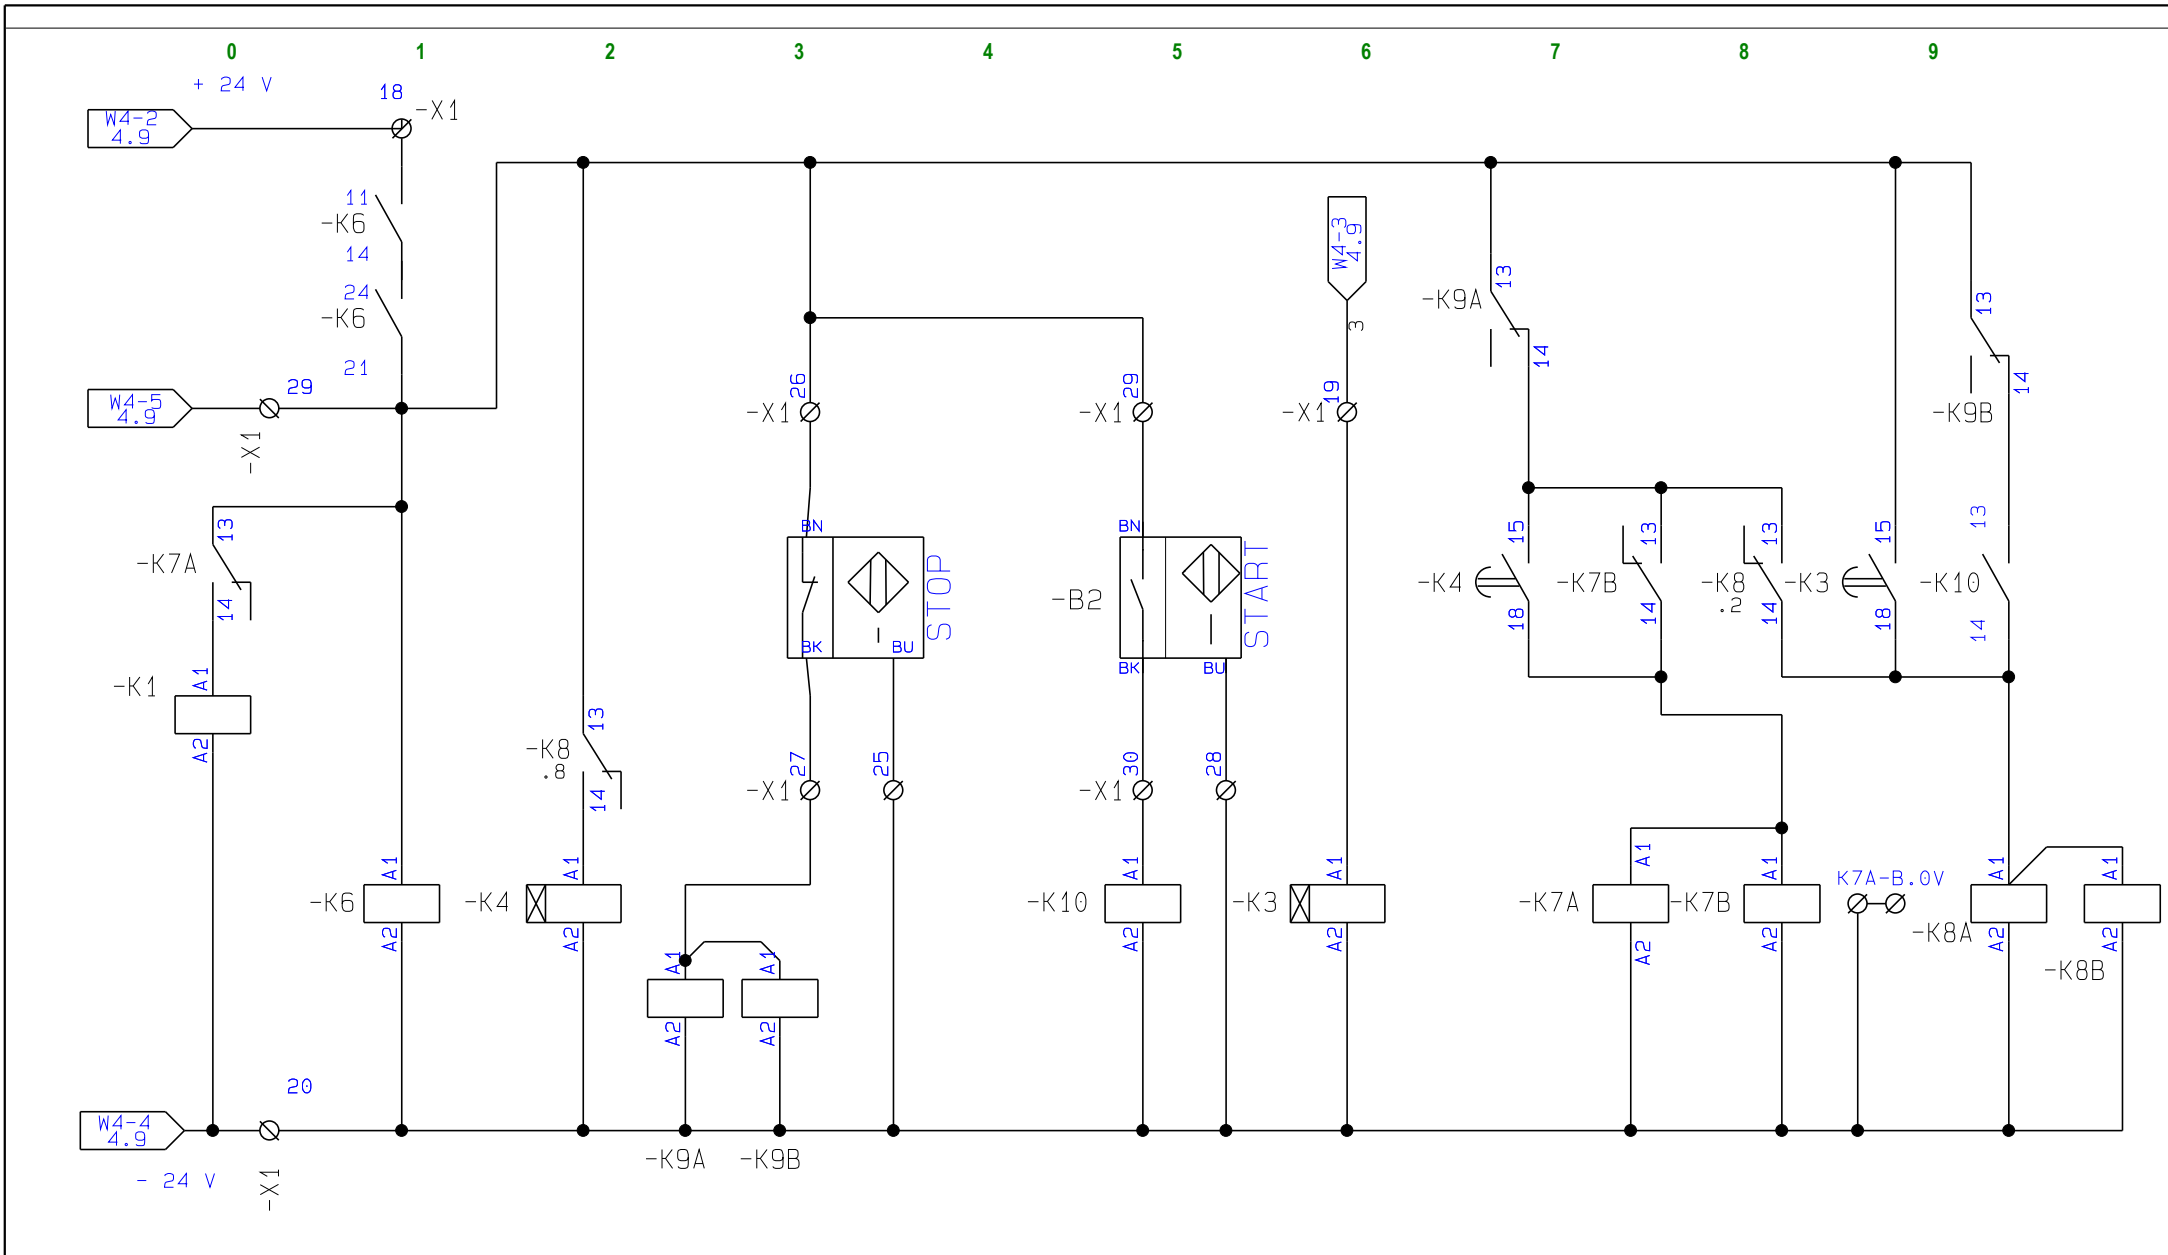 0 1 2 3 4 5 6 7 8 9
+ 24 V
18
-X1
W4-2
4.9
11
-K6
14
24
-K6
21
W4-5
4.9
29
-X1
13
-K7A
14
A1
-K1
A2
A1
-K6
A2
13
-K8
.8
14
A1
-K4
A2
26
-X1
BN
STOP
BK
BU
27
-X1
25
A1
A2
A1
A2
-K9A
-K9B
29
-X1
BN
-B2
START
BK
BU
30
-X1
28
A1
-K10
A2
W4-3
4.9
3
19
-X1
A1
-K3
A2
13
-K9A
14
15
-K4
18
13
-K7B
14
13
-K8
.2
14
15
-K3
18
13
-K9B
14
13
-K10
14
A1
-K7A
A2
A1
-K7B
A2
K7A-B.0V
A1
-K8A
A2
A1
A2
-K8B
20
W4-4
4.9
- 24 V
-X1